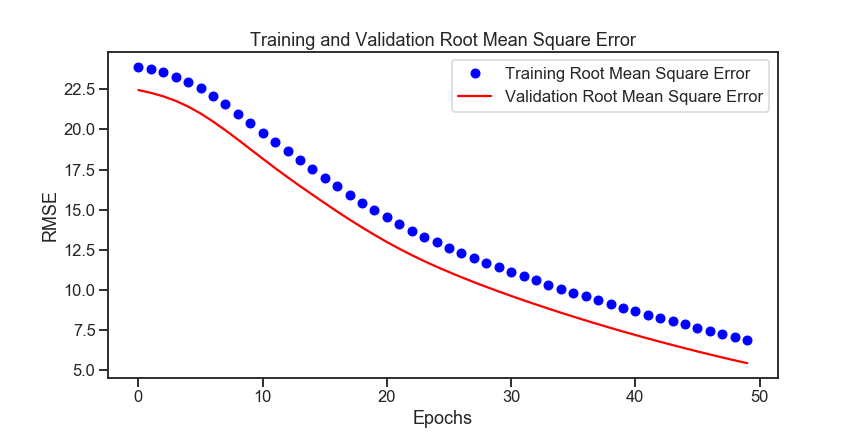 Training and Validation Root Mean Square Error
Training Root Mean Square Error
Validation Root Mean Square Error
RMSE
22.5
20.0
17.5
15.0
12.5
10.0
7.5
5.0
0 10 20 30 40 50
Epochs